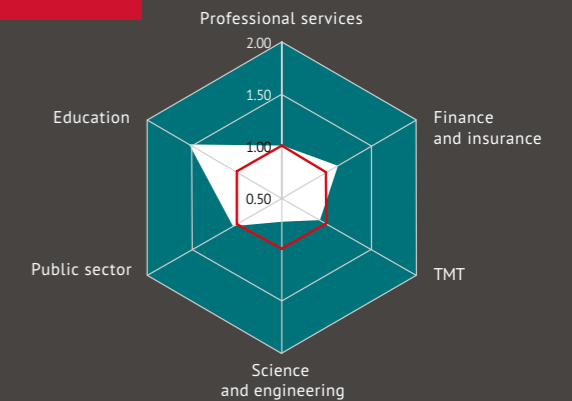 Professional services
2.00
1.50
Education
Finance
and insurance
1.00
0.50
Public sector
TMT
Science
and engineering